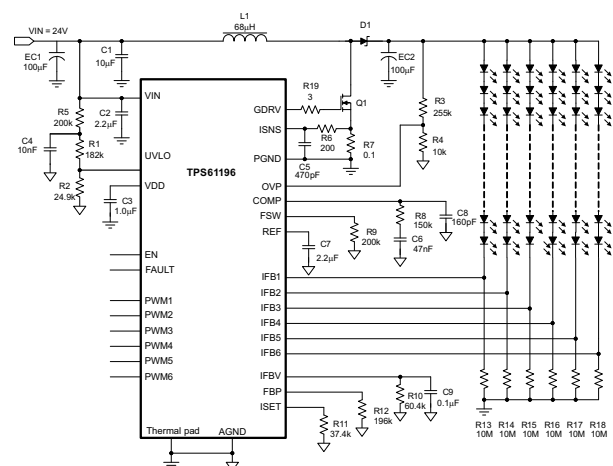 VIN = 24V
L1
68µH
D1
EC1
100µF
C1
10µF
EC2
100µF
R19
3
Q1
R3
255k
VIN
GDRV
R5
200k
C2
2.2µF
ISNS
R6
200
R7
0.1
R4
10k
C4
10nF
R1
182k
C5
470pF
UVLO
TPS61196
PGND
OVP
R2
24.9k
VDD
C3
1.0µF
COMP
FSW
REF
R9
200k
R8
150k
C8
160pF
C7
2.2µF
C6
47nF
EN
FAULT
IFB1
IFB2
IFB3
IFB4
IFB5
IFB6
PWM1
PWM2
PWM3
PWM4
PWM5
PWM6
IFBV
FBP
ISET
R10
60.4k
C9
0.1µF
R12
196k
R11
37.4k
Thermal pad
AGND
R13 R14 R15 R16 R17 R18
10M 10M 10M 10M 10M 10M